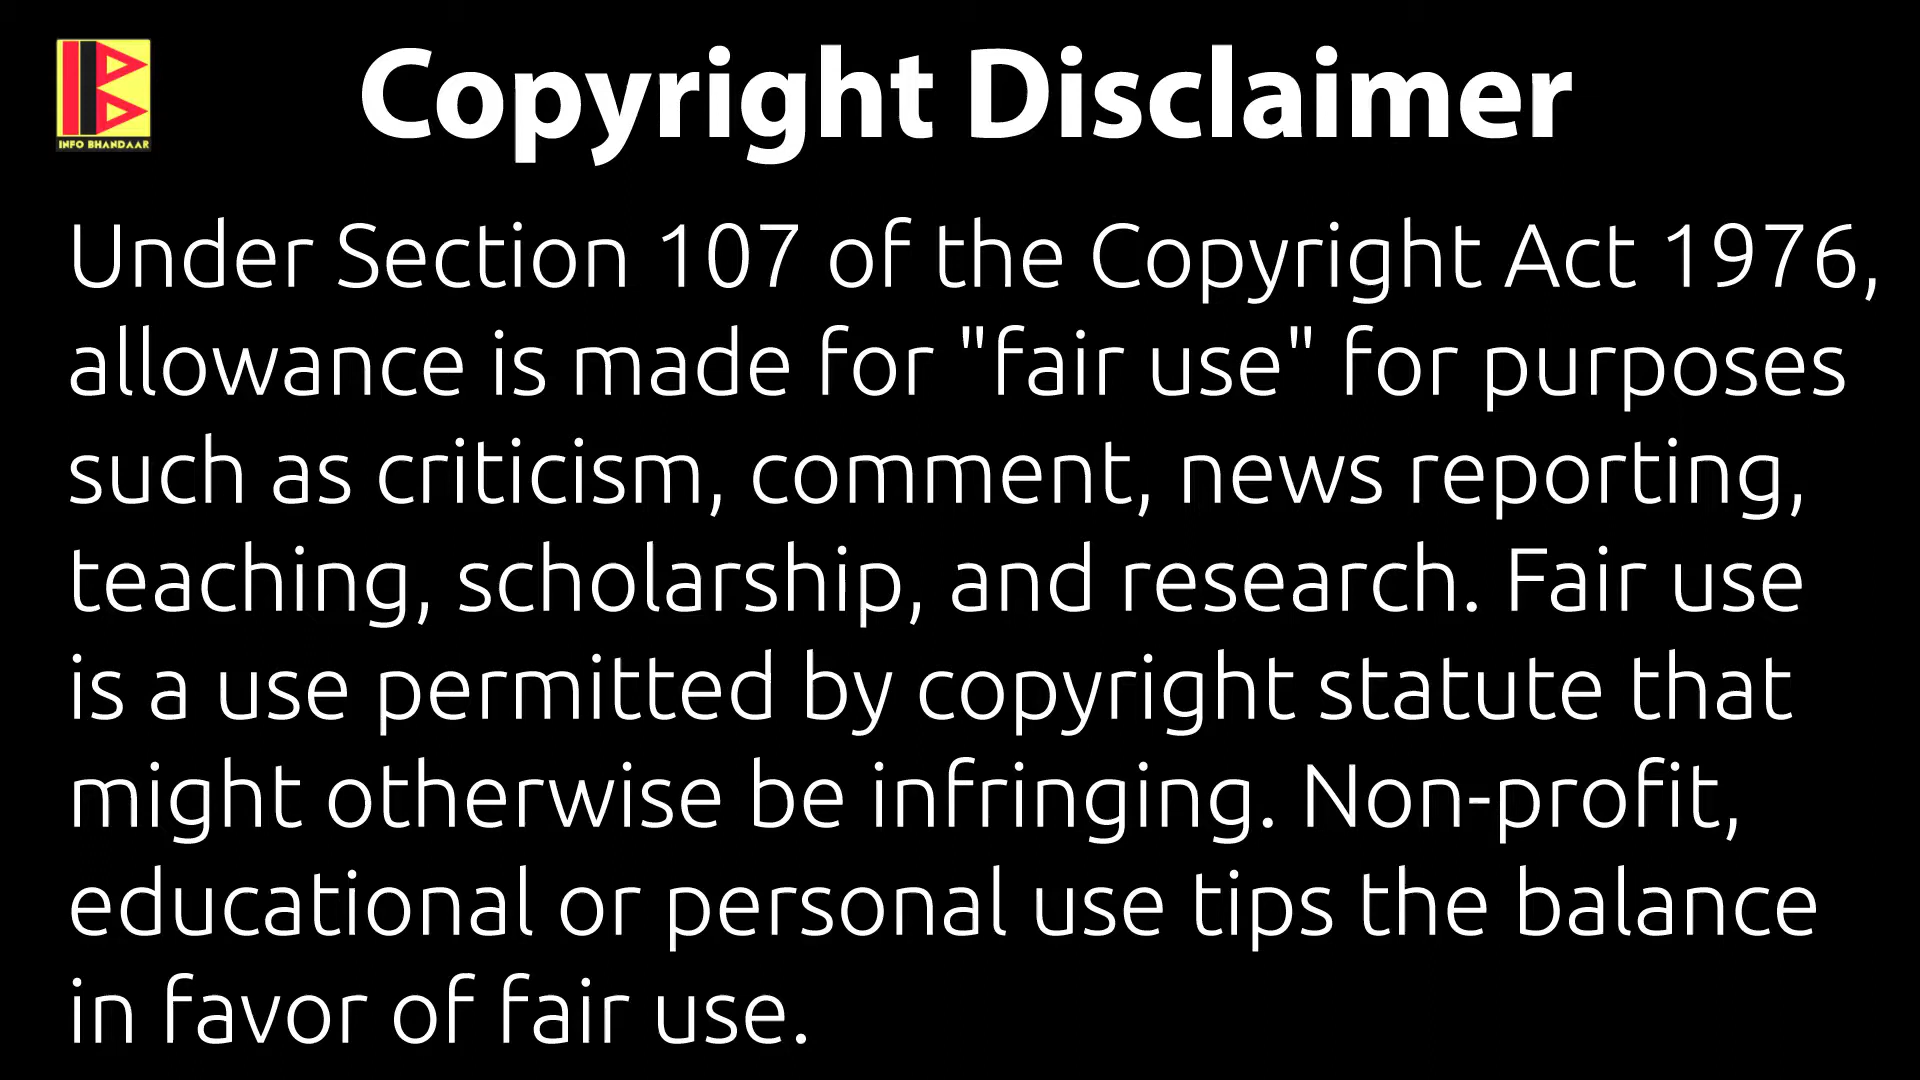 INFO BHANDAAR
Copyright Disclaimer
Under Section 107 of the Copyright Act 1976,
allowance is made for "fair use" for purposes
such as criticism, comment, news reporting,
teaching, scholarship, and research. Fair use
is a use permitted by copyright statute that
might otherwise be infringing. Non-profit,
educational or personal use tips the balance
in favor of fair use.